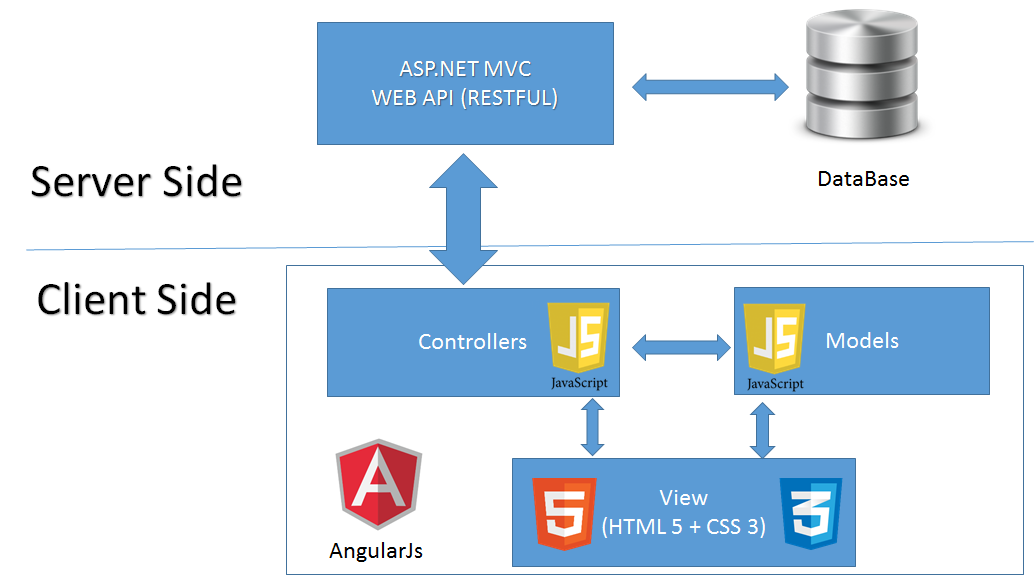 ASP.NET MVC
WEB API (RESTFUL)
DataBase
Server Side
Client Side
Controllers
JS
JavaScript
JS
JavaScript
Models
A
AngularJs
5
View
(HTML 5 + CSS 3)
3